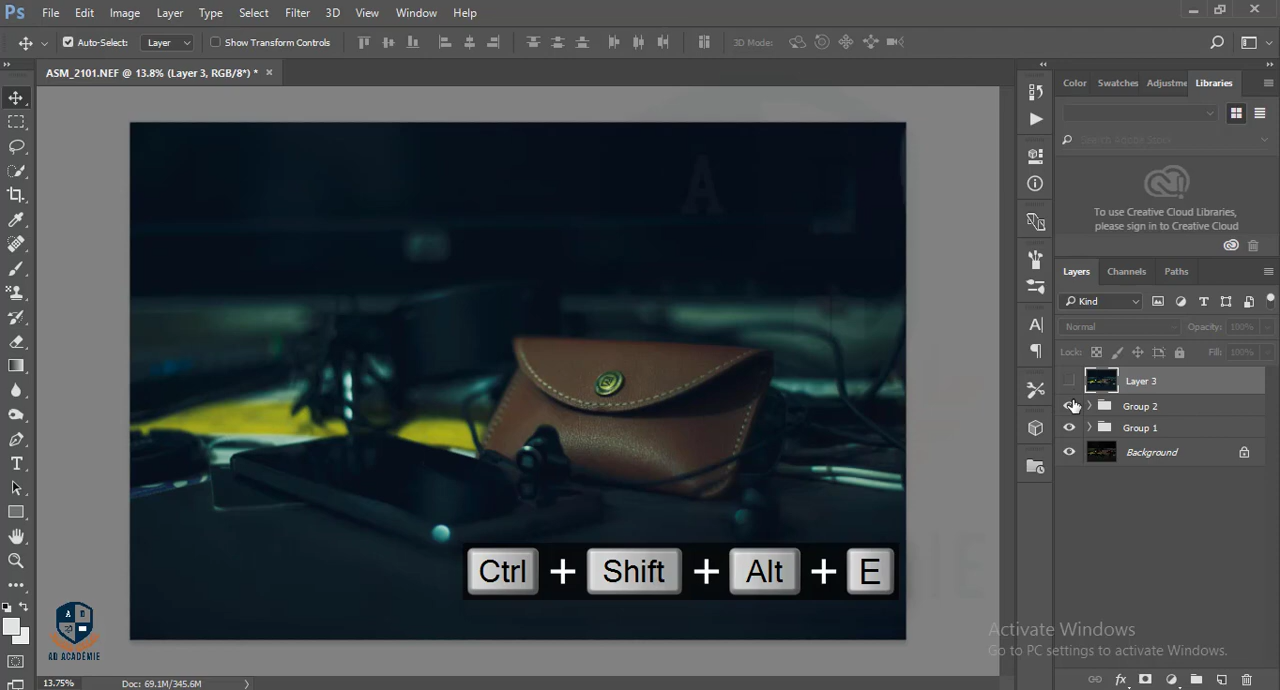 Ps File Edit Image Layer Type Select Filter 3D View Window Help
Auto-Select: Layer Show Transform Controls 3D Mode:
ASM_2101.NEF @ 13.8% (Layer 3, RGB/8*) * ×
Color Swatches Adjustme Libraries
Search Adobe Stock
To use Creative Cloud Libraries,
please sign in to Creative Cloud
Layers Channels Paths
Kind
Normal Opacity: 100%
Lock: Fill: 100%
Layer 3
Group 2
Group 1
Background
A
Ctrl + Shift + Alt + E
AD ACADÉMIE
Activate Windows
Go to PC settings to activate Windows.
13.75% Doc: 69.1M/345.6M